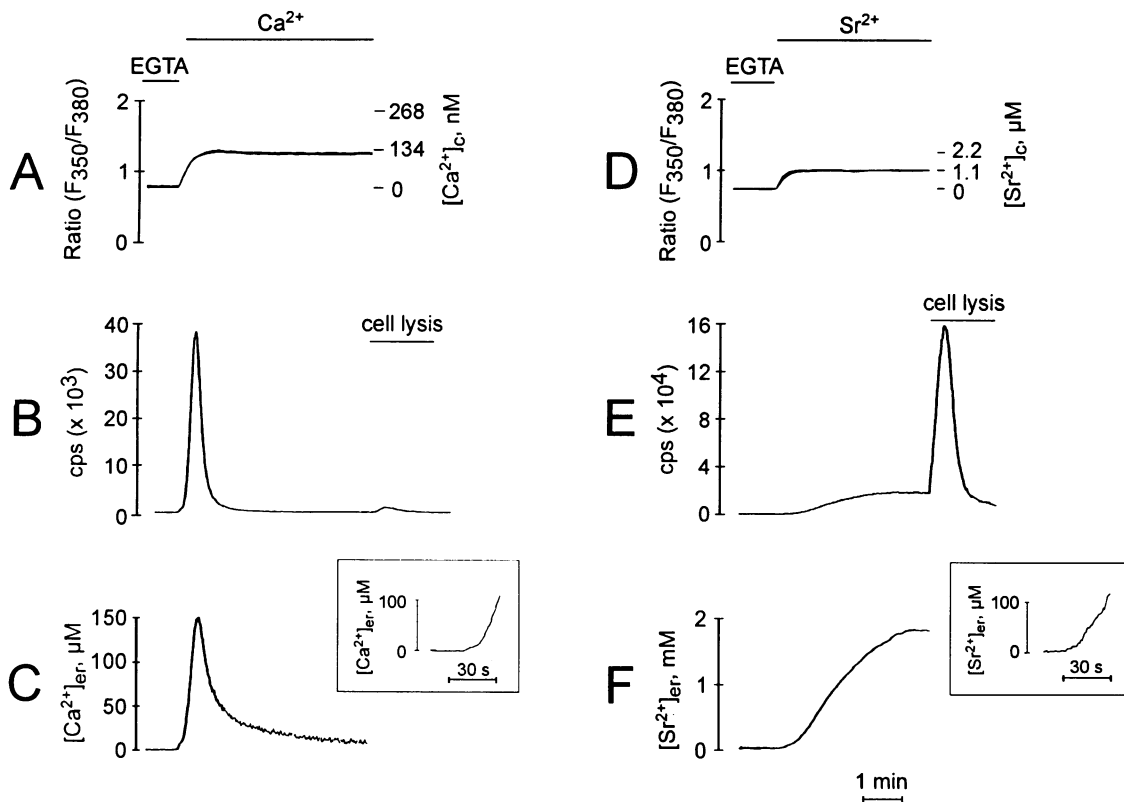 Ca²⁺
EGTA
A
Ratio (F350/F380)
2
1
0
268
134
0
[Ca²⁺]c, nM
B
cps (x 10³)
40
30
20
10
0
cell lysis
C
[Ca²⁺]er, µM
150
100
50
0
[Ca²⁺]er, µM
100
0
30 s
Sr²⁺
EGTA
D
Ratio (F350/F380)
2
1
0
2.2
1.1
0
[Sr²⁺]c, µM
E
cps (x 10⁴)
16
12
8
4
0
cell lysis
F
[Sr²⁺]er, mM
2
1
0
[Sr²⁺]er, µM
100
0
30 s
1 min